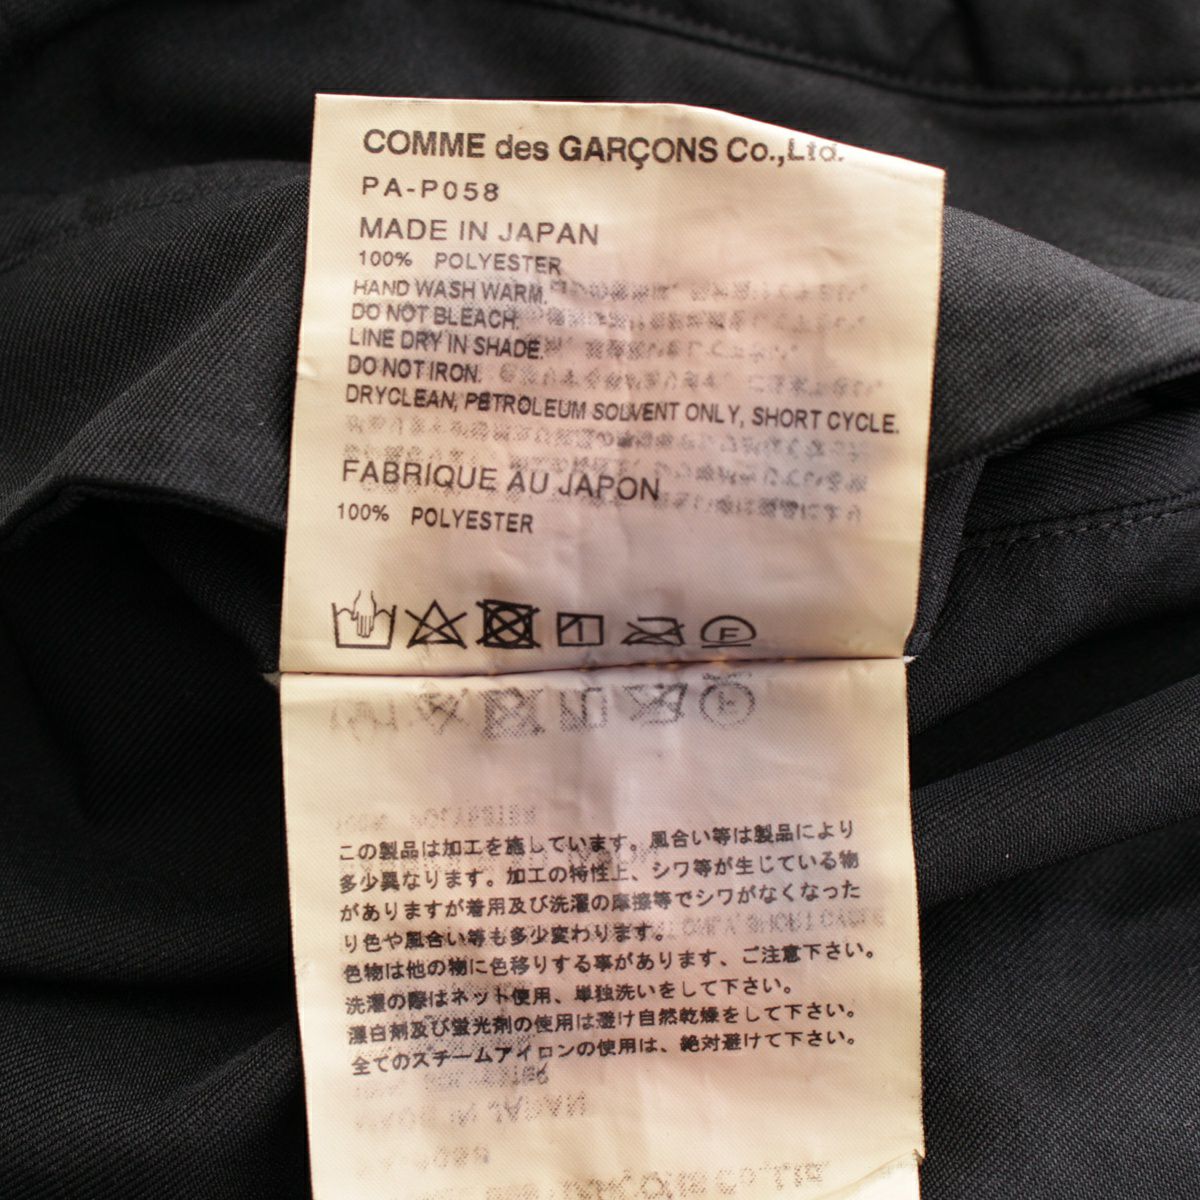 COMME des GARÇONS Co.,Ltd.
PA-P058
MADE IN JAPAN
100% POLYESTER
HAND WASH WARM.
DO NOT BLEACH.
LINE DRY IN SHADE.
DO NOT IRON.
DRYCLEAN, PETROLEUM SOLVENT ONLY, SHORT CYCLE.
FABRIQUE AU JAPON
100% POLYESTER
F
この製品は加工を施しています。風合い等は製品により
多少異なります。加工の特性上、シワ等が生じている物
がありますが着用及び洗濯の摩擦等でシワがなくなった
り色や風合い等も多少変わります。
色物は他の物に色移りする事があります、ご注意下さい。
洗濯の際はネット使用、単独洗いをして下さい。
漂白剤及び蛍光剤の使用は避け自然乾燥をして下さい。
全てのスチームアイロンの使用は、絶対避けて下さい。